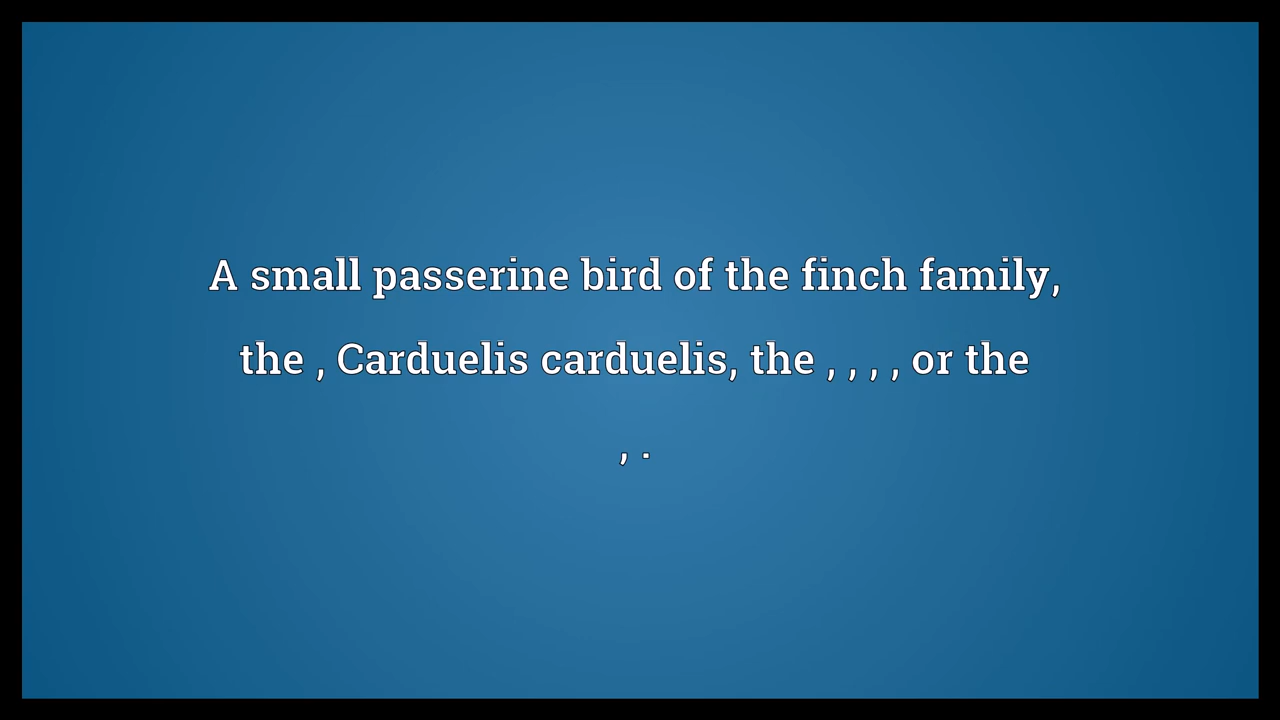 A small passerine bird of the finch family,
the , Carduelis carduelis, the , , , , or the
, .